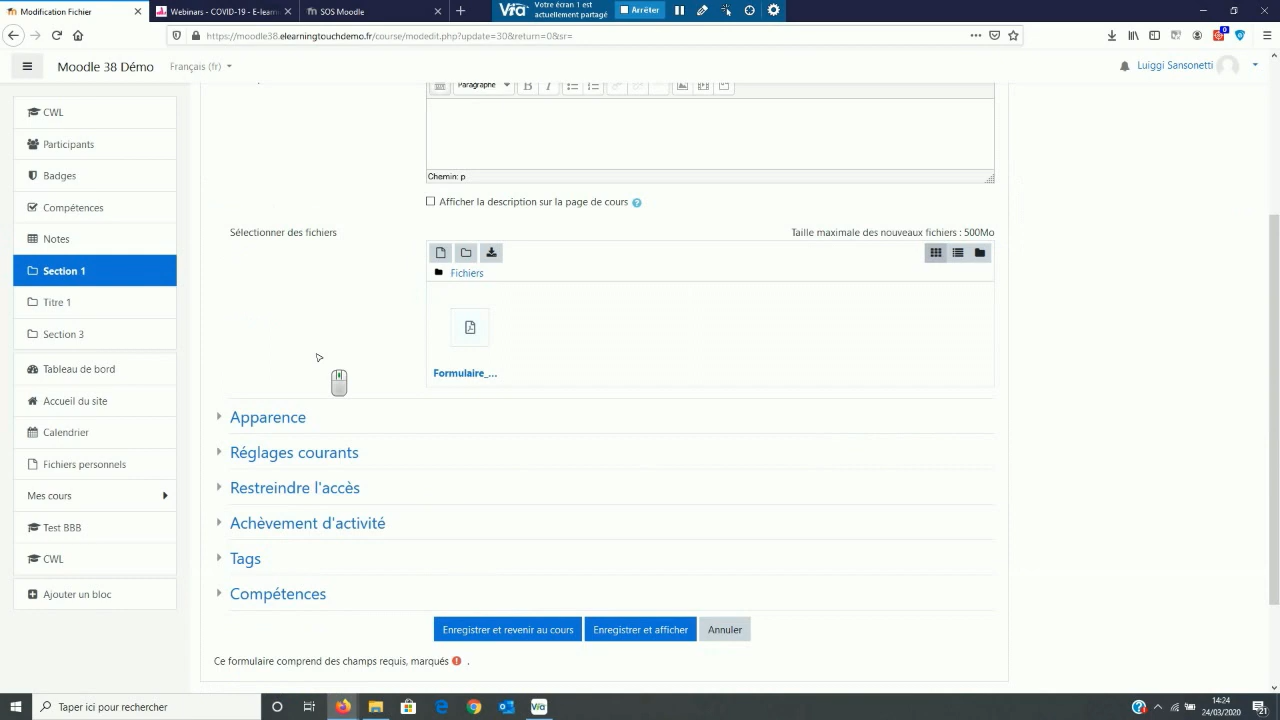 Modification Fichier
Webinars - COVID-19 - E-learn
SOS Moodle
Via
Votre écran 1 est
actuellement partagé
Arrêter
https://moodle38.elearningtouchdemo.fr/course/modedit.php?update=30&return=0&sr=
Moodle 38 Démo
Français (fr)
Luiggi Sansonetti
CWL
Participants
Badges
Compétences
Notes
Section 1
Titre 1
Section 3
Tableau de bord
Accueil du site
Calendrier
Fichiers personnels
Mes cours
Test BBB
CWL
Ajouter un bloc
Paragraphe
B I
Chemin: p
Afficher la description sur la page de cours
Sélectionner des fichiers
Taille maximale des nouveaux fichiers : 500Mo
Fichiers
Formulaire_...
Apparence
Réglages courants
Restreindre l'accès
Achèvement d'activité
Tags
Compétences
Enregistrer et revenir au cours
Enregistrer et afficher
Annuler
Ce formulaire comprend des champs requis, marqués .
Taper ici pour rechercher
Via
14:24
24/03/2020
21